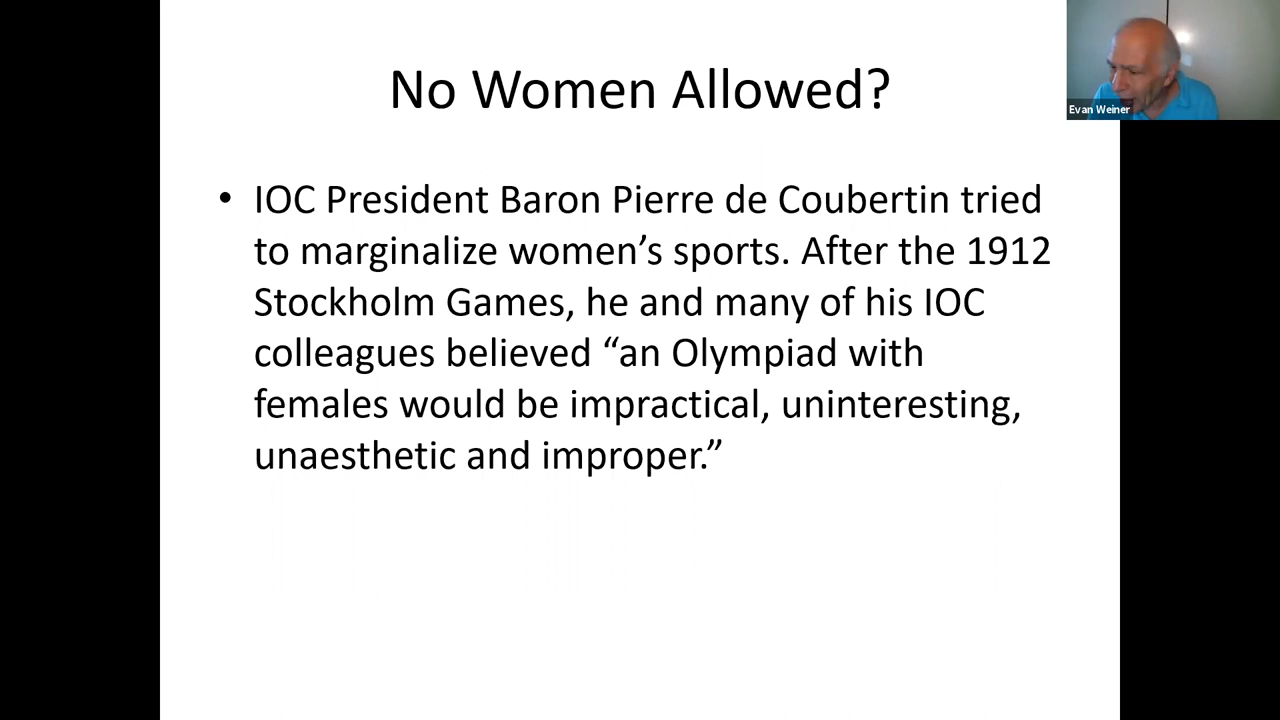 No Women Allowed?
• IOC President Baron Pierre de Coubertin tried
to marginalize women’s sports. After the 1912
Stockholm Games, he and many of his IOC
colleagues believed “an Olympiad with
females would be impractical, uninteresting,
unaesthetic and improper.”
Evan Weiner